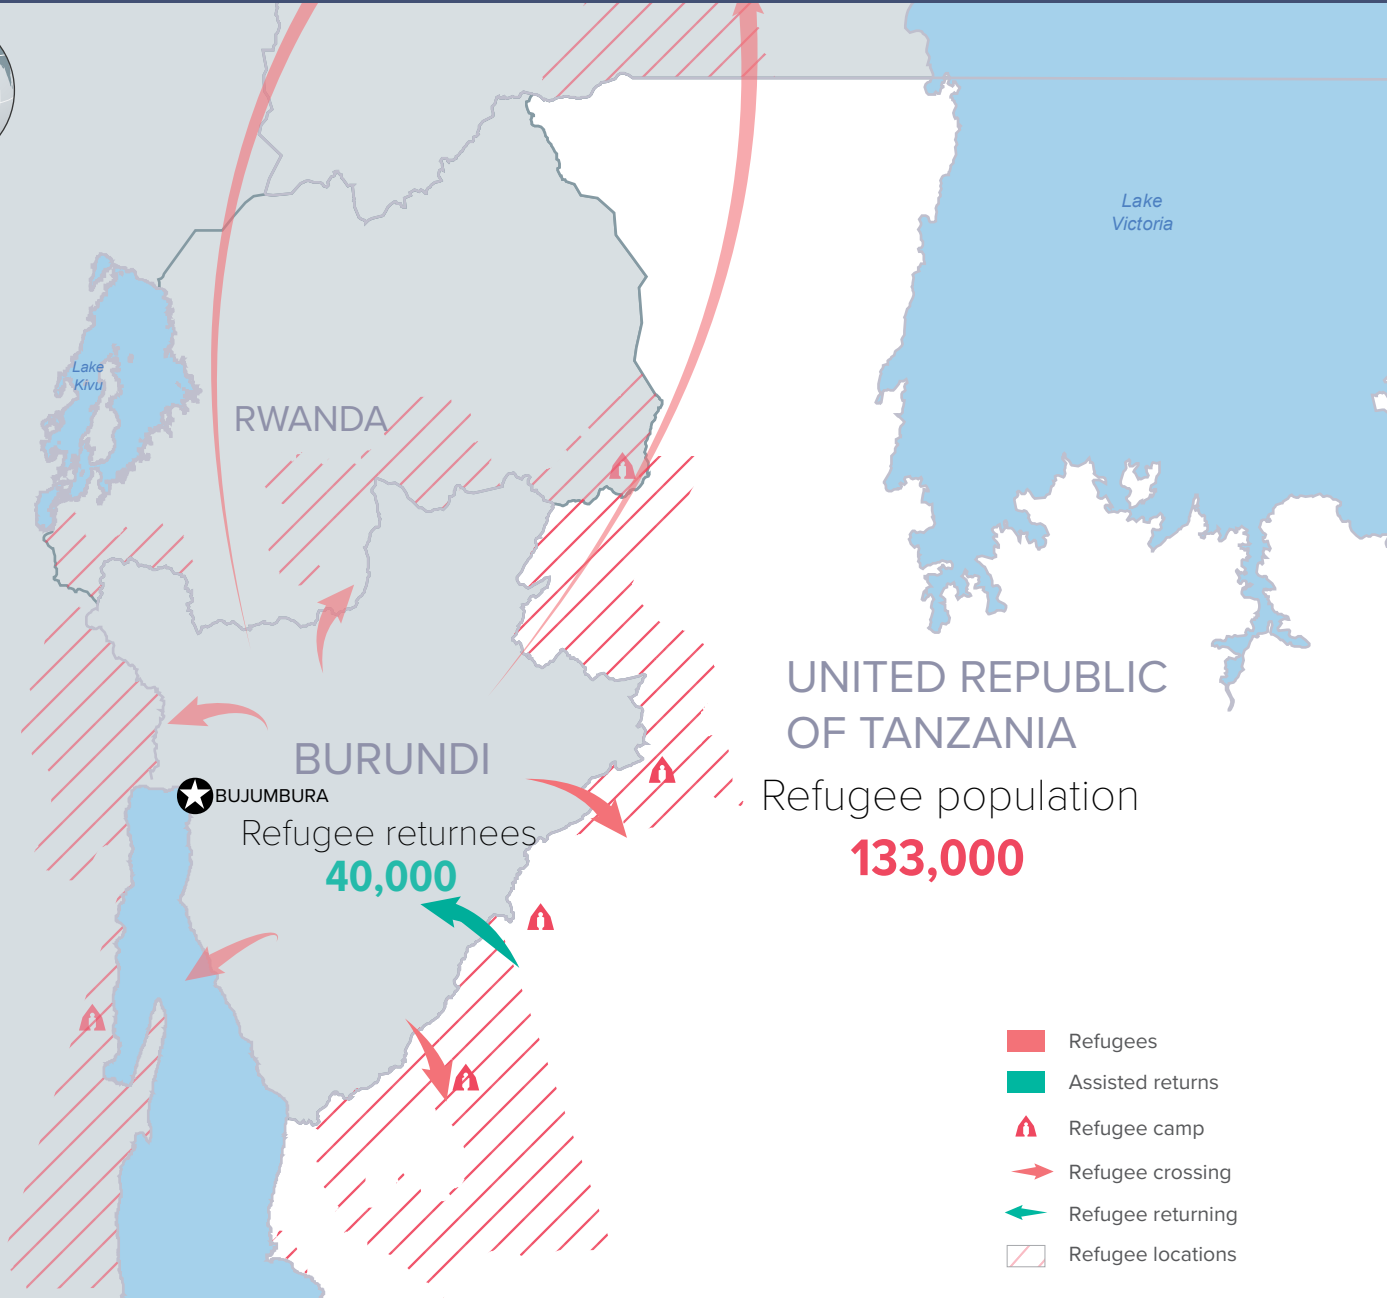 Lake
Victoria
Lake
Kivu
RWANDA
UNITED REPUBLIC
OF TANZANIA
BURUNDI
BUJUMBURA
Refugee population
133,000
Refugee returnees
40,000
Refugees
Assisted returns
Refugee camp
Refugee crossing
Refugee returning
Refugee locations